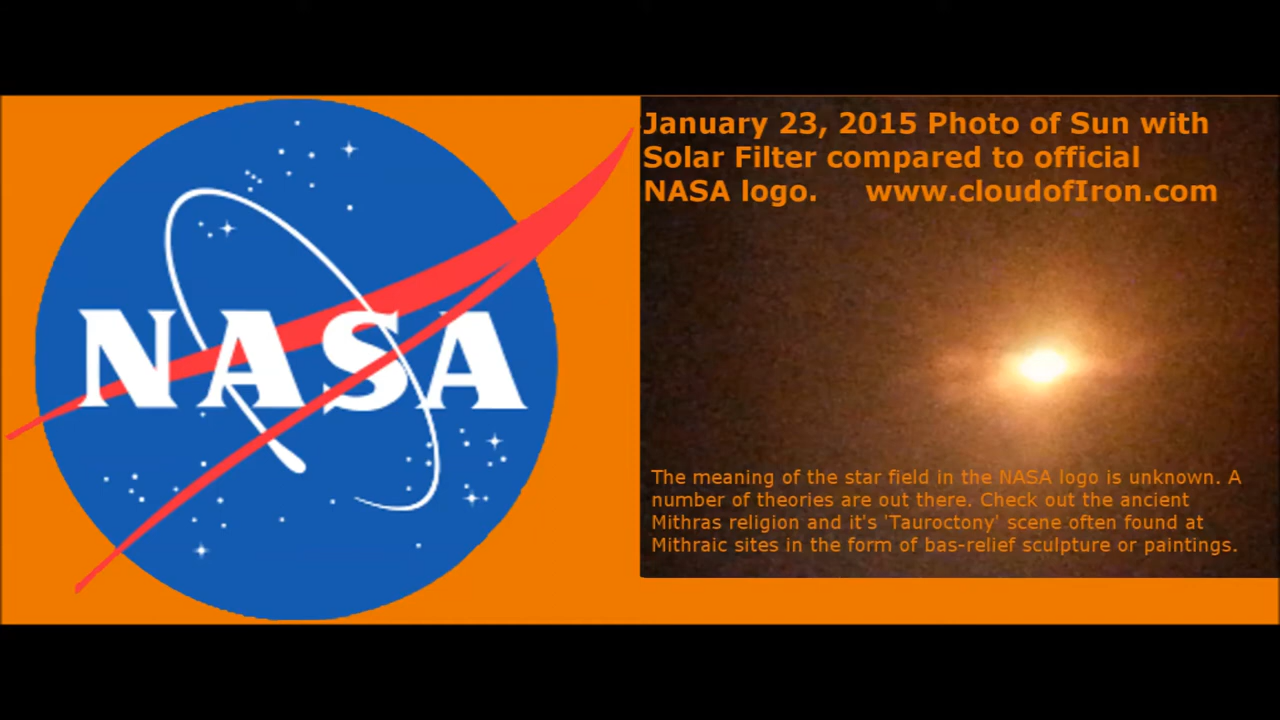 NASA
January 23, 2015 Photo of Sun with
Solar Filter compared to official
NASA logo. www.cloudofIron.com
The meaning of the star field in the NASA logo is unknown. A
number of theories are out there. Check out the ancient
Mithras religion and it's 'Tauroctony' scene often found at
Mithraic sites in the form of bas-relief sculpture or paintings.